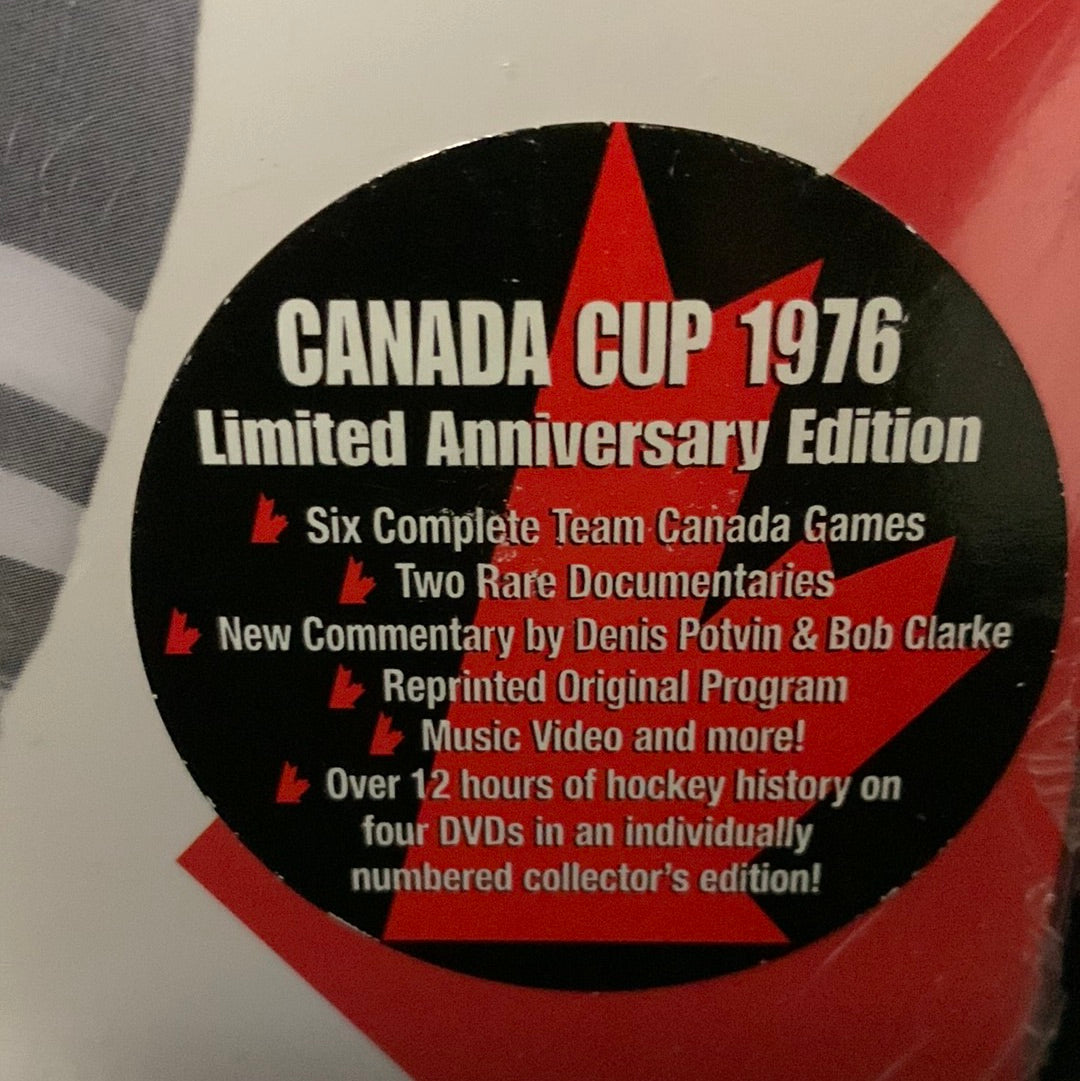 CANADA CUP 1976
Limited Anniversary Edition
Six Complete Team Canada Games
Two Rare Documentaries
New Commentary by Denis Potvin & Bob Clarke
Reprinted Original Program
Music Video and more!
Over 12 hours of hockey history on
four DVDs in an individually
numbered collector's edition!